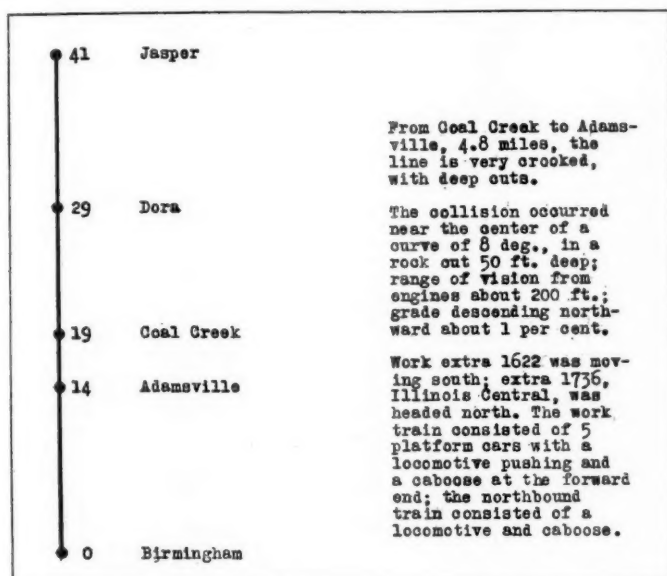 41 Jasper
From Coal Creek to Adams-
ville, 4.8 miles, the
line is very crooked,
with deep cuts.
29 Dora
The collision occurred
near the center of a
curve of 8 deg., in a
rock cut 50 ft. deep;
range of vision from
engines about 200 ft.;
grade descending north-
ward about 1 per cent.
19 Coal Creek
14 Adamsville
Work extra 1622 was mov-
ing south; extra 1736,
Illinois Central, was
headed north. The work
train consisted of 5
platform cars with a
locomotive pushing and
a caboose at the forward
end; the northbound
train consisted of a
locomotive and caboose.
0 Birmingham